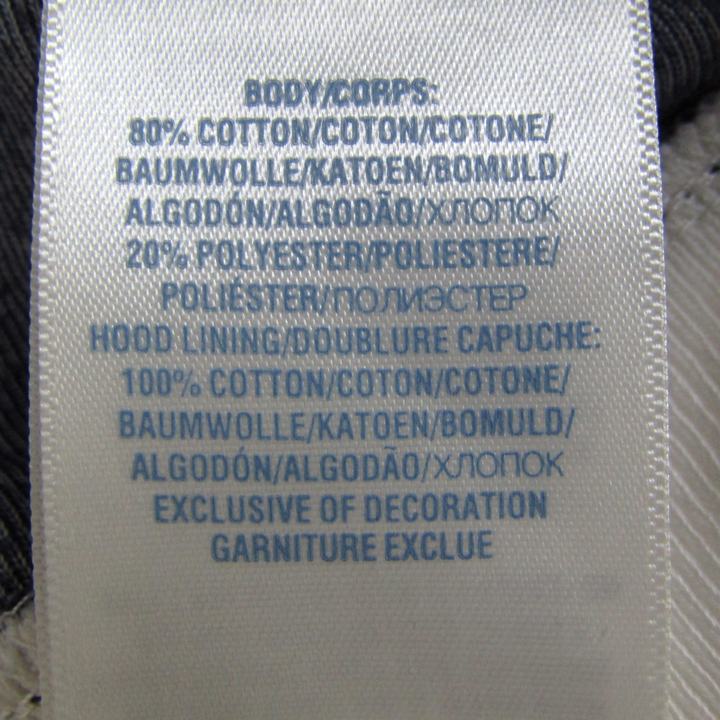 BODY/CORPS:
80% COTTON/COTON/COTONE/
BAUMWOLLE/KATOEN/BOMULD/
ALGODÓN/ALGODÃO/ХЛОПОК
20% POLYESTER/POLIESTERE/
POLIÉSTER/ПОЛИЭСТЕР
HOOD LINING/DOUBLURE CAPUCHE:
100% COTTON/COTON/COTONE/
BAUMWOLLE/KATOEN/BOMULD/
ALGODÓN/ALGODÃO/ХЛОПОК
EXCLUSIVE OF DECORATION
GARNITURE EXCLUE